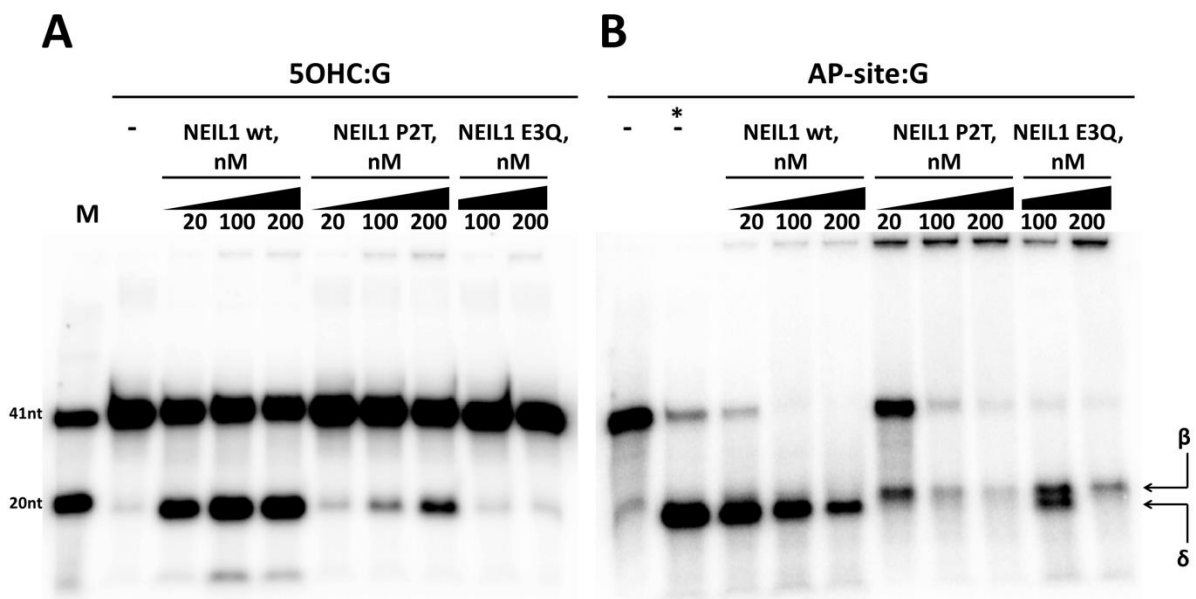 A
B
5OHC:G
AP-site:G
*
- NEIL1 wt, NEIL1 P2T, NEIL1 E3Q,
nM nM nM
- - NEIL1 wt, NEIL1 P2T, NEIL1 E3Q,
nM nM nM
M 20 100 200 20 100 200 100 200
20 100 200 20 100 200 100 200
41nt
20nt
β
δ